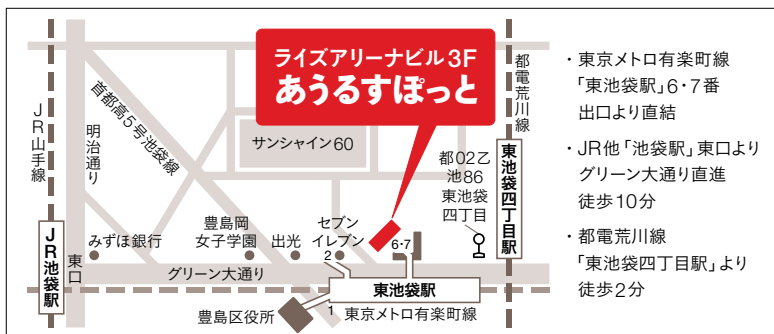 ライズアリーナビル3F
あうるすぽっと
JR山手線
明治通り
首都高5号池袋線
サンシャイン60
都電荒川線
都02乙
池86
東池袋
四丁目
東池袋四丁目駅
JR池袋駅
東口
みずほ銀行
豊島岡
女子学園
出光
セブン
イレブン
2
6・7
グリーン大通り
東池袋駅
1
東京メトロ有楽町線
豊島区役所
・東京メトロ有楽町線
「東池袋駅」6・7番
出口より直結
・JR他「池袋駅」東口より
グリーン大通り直進
徒歩10分
・都電荒川線
「東池袋四丁目駅」より
徒歩2分